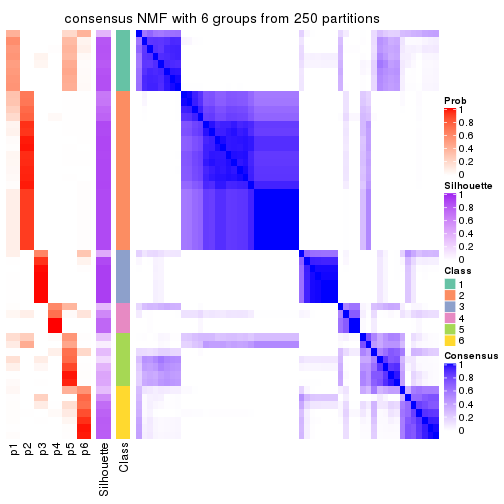 consensus NMF with 6 groups from 250 partitions
Prob
1
0.8
0.6
0.4
0.2
0
Silhouette
1
0.8
0.6
0.4
0.2
0
Class
1
2
3
4
5
6
Consensus
1
0.8
0.6
0.4
0.2
0
p1
p2
p3
p4
p5
p6
Silhouette
Class